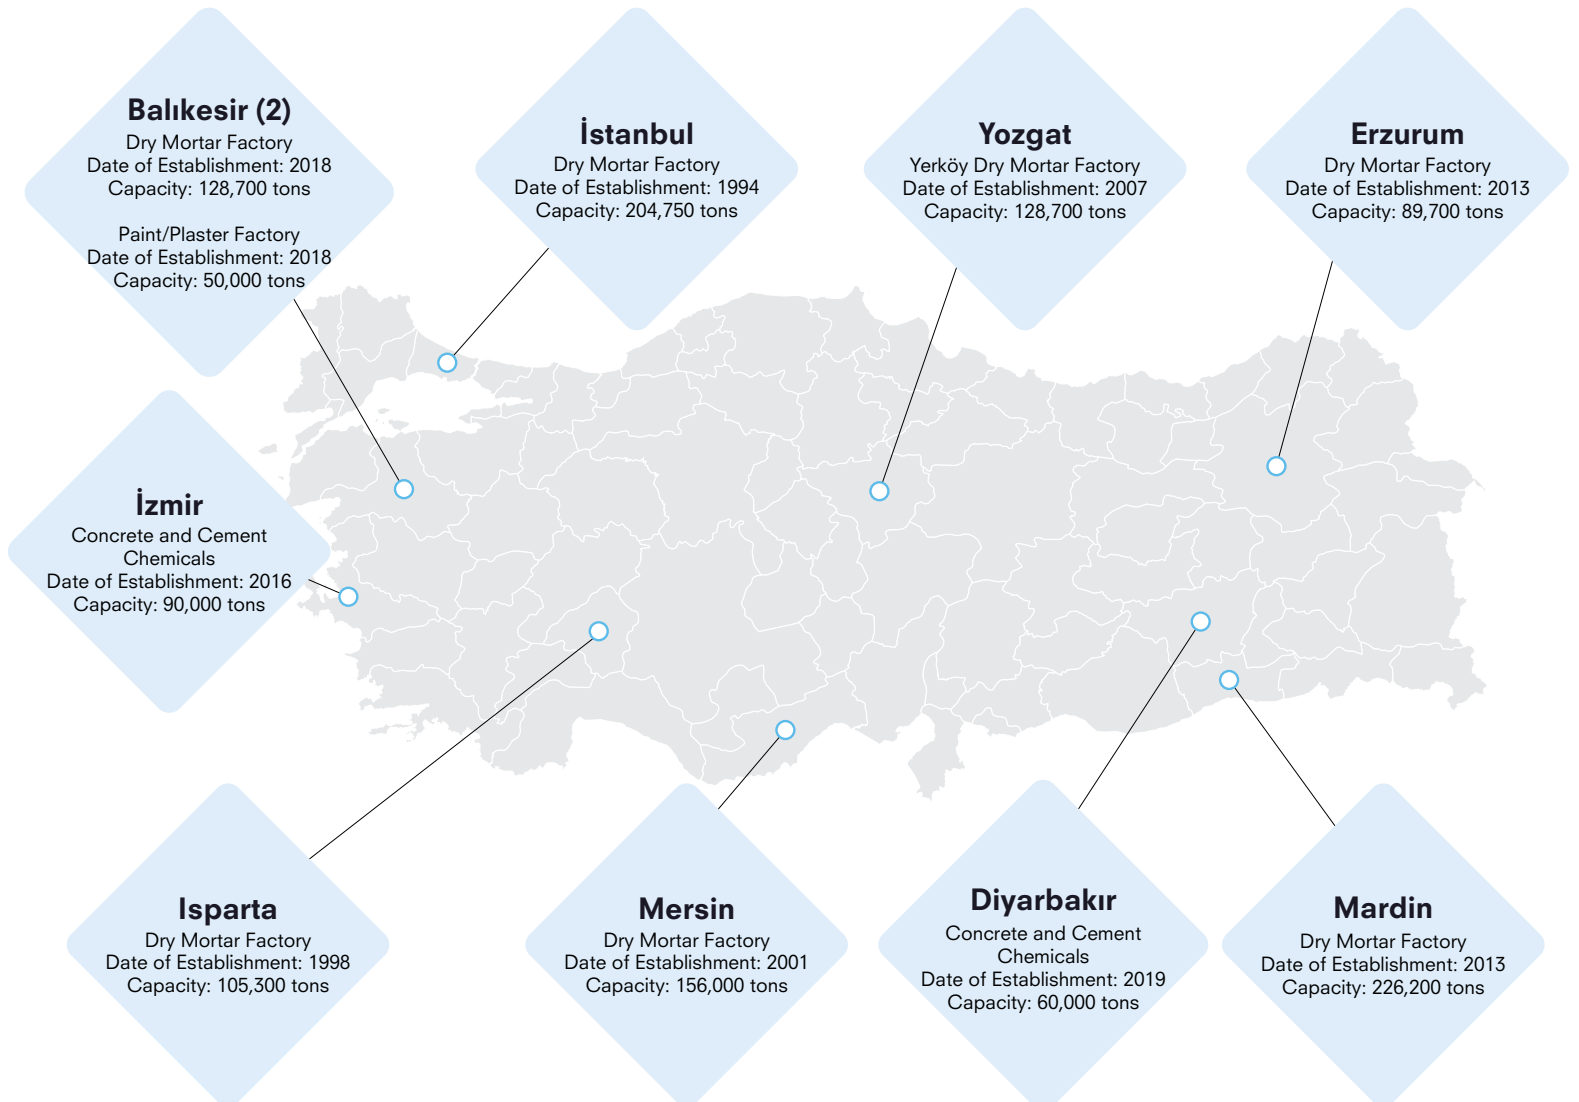 Balıkesir (2)
Dry Mortar Factory
Date of Establishment: 2018
Capacity: 128,700 tons
Paint/Plaster Factory
Date of Establishment: 2018
Capacity: 50,000 tons
İstanbul
Dry Mortar Factory
Date of Establishment: 1994
Capacity: 204,750 tons
Yozgat
Yerköy Dry Mortar Factory
Date of Establishment: 2007
Capacity: 128,700 tons
Erzurum
Dry Mortar Factory
Date of Establishment: 2013
Capacity: 89,700 tons
İzmir
Concrete and Cement
Chemicals
Date of Establishment: 2016
Capacity: 90,000 tons
Isparta
Dry Mortar Factory
Date of Establishment: 1998
Capacity: 105,300 tons
Mersin
Dry Mortar Factory
Date of Establishment: 2001
Capacity: 156,000 tons
Diyarbakır
Concrete and Cement
Chemicals
Date of Establishment: 2019
Capacity: 60,000 tons
Mardin
Dry Mortar Factory
Date of Establishment: 2013
Capacity: 226,200 tons